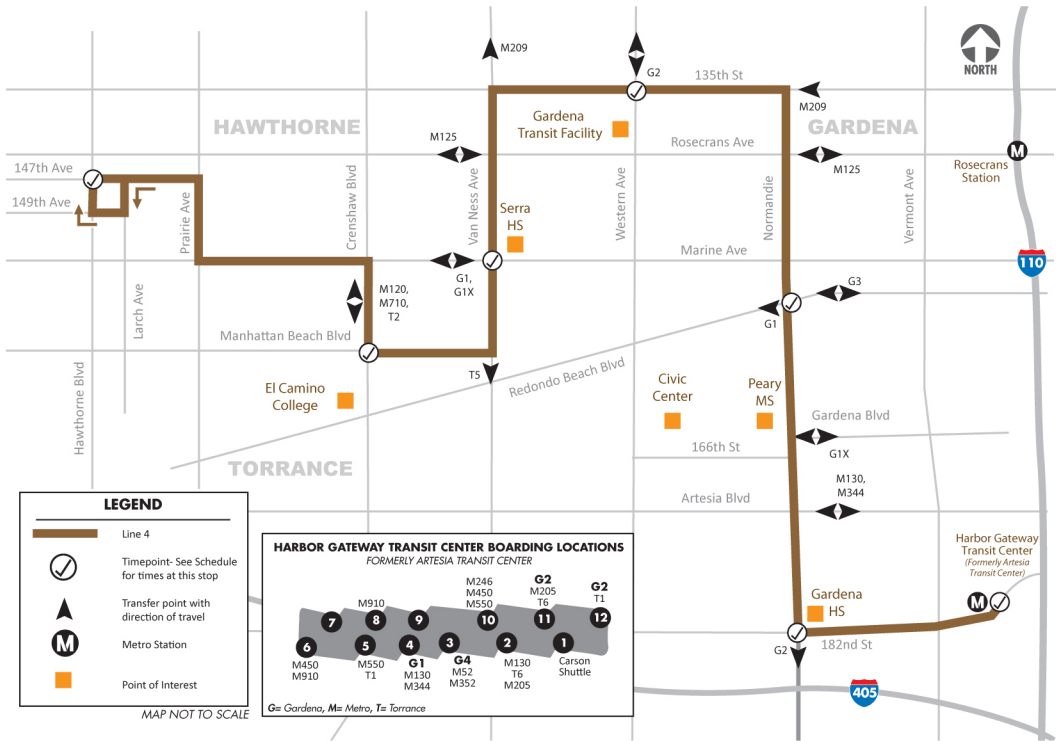 M209
G2
135th St
NORTH
M209
HAWTHORNE
GARDENA
Gardena
Transit Facility
M125
Rosecrans Ave
M125
M
Rosecrans
Station
147th Ave
149th Ave
Prairie Ave
Crenshaw Blvd
Van Ness Ave
Serra
HS
Western Ave
Normandie
Vermont Ave
Marine Ave
110
G1,
G1X
M120,
M710,
T2
G3
G1
Larch Ave
Manhattan Beach Blvd
T5
Redondo Beach Blvd
Hawthorne Blvd
El Camino
College
Civic
Center
Peary
MS
Gardena Blvd
G1X
166th St
TORRANCE
M130,
M344
Artesia Blvd
Harbor Gateway
Transit Center
(Formerly Artesia
Transit Center)
M
Gardena
HS
G2
182nd St
405
LEGEND
Line 4
Timepoint- See Schedule
for times at this stop
Transfer point with
direction of travel
M
Metro Station
Point of Interest
MAP NOT TO SCALE
HARBOR GATEWAY TRANSIT CENTER BOARDING LOCATIONS
FORMERLY ARTESIA TRANSIT CENTER
7
M910
8
9
M246
M450
M550
10
G2
M205
T6
11
G2
T1
12
6
M450
M910
5
M550
T1
4
G1
M130
M344
3
G4
M52
M352
2
M130
T6
M205
1
Carson
Shuttle
G= Gardena, M= Metro, T= Torrance